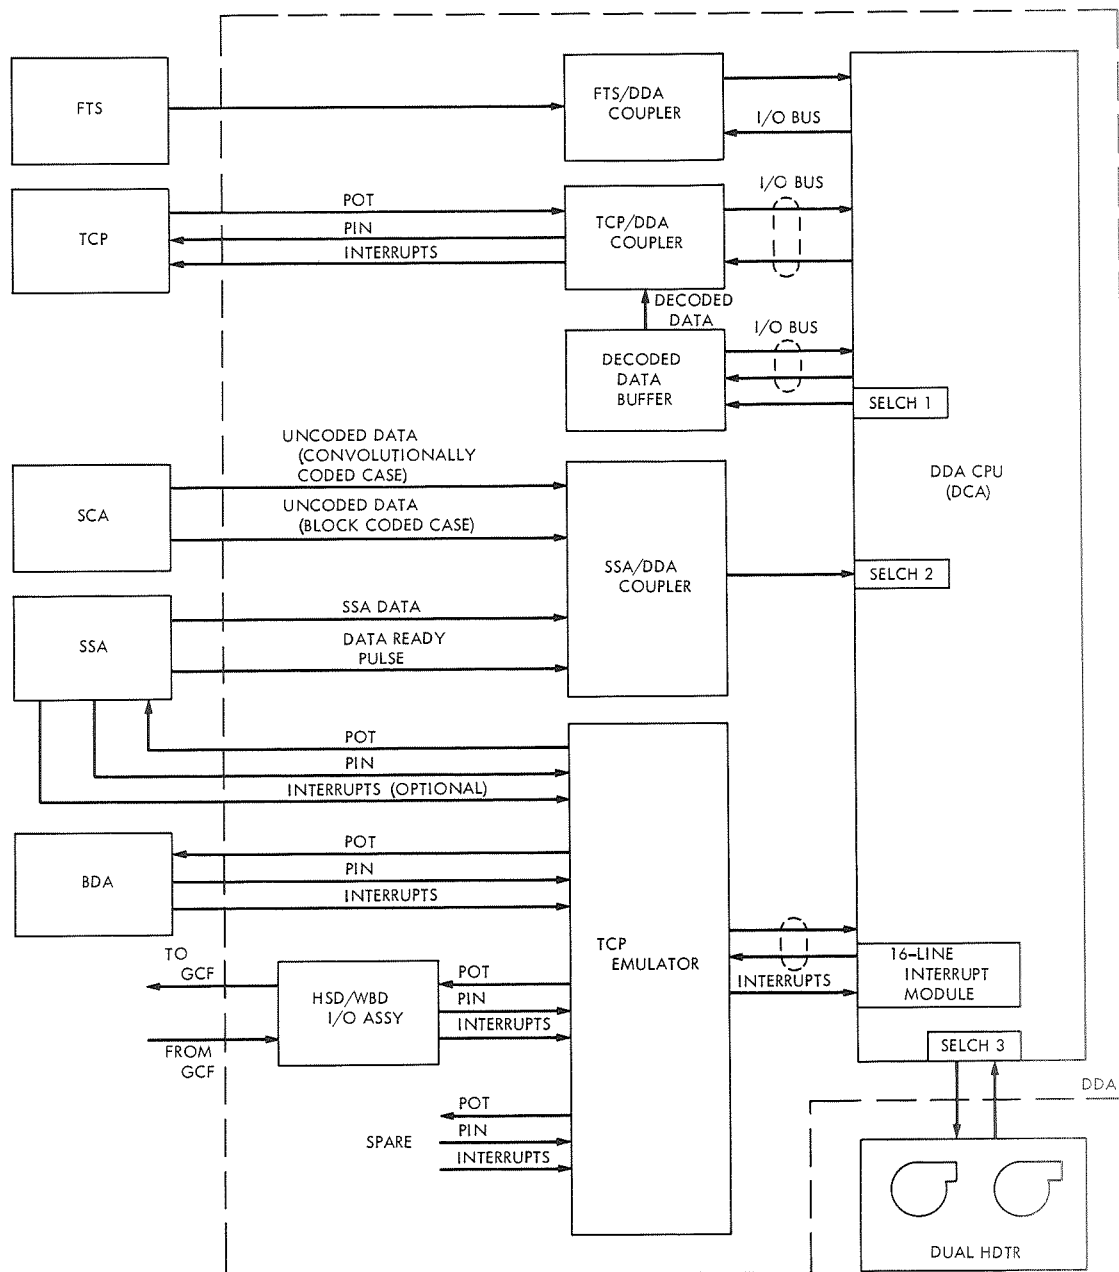 FTS
FTS/DDA
COUPLER
I/O BUS
TCP
POT
PIN
INTERRUPTS
TCP/DDA
COUPLER
I/O BUS
DECODED
DATA
DECODED
DATA
BUFFER
I/O BUS
SELCH 1
DDA CPU
(DCA)
UNCODED DATA
(CONVOLUTIONALLY
CODED CASE)
SCA
UNCODED DATA
(BLOCK CODED CASE)
SSA/DDA
COUPLER
SELCH 2
SSA
SSA DATA
DATA READY
PULSE
POT
PIN
INTERRUPTS (OPTIONAL)
BDA
POT
PIN
INTERRUPTS
TCP
EMULATOR
INTERRUPTS
16-LINE
INTERRUPT
MODULE
TO
GCF
HSD/WBD
I/O ASSY
POT
PIN
INTERRUPTS
FROM
GCF
SELCH 3
DDA
SPARE
POT
PIN
INTERRUPTS
DUAL HDTR